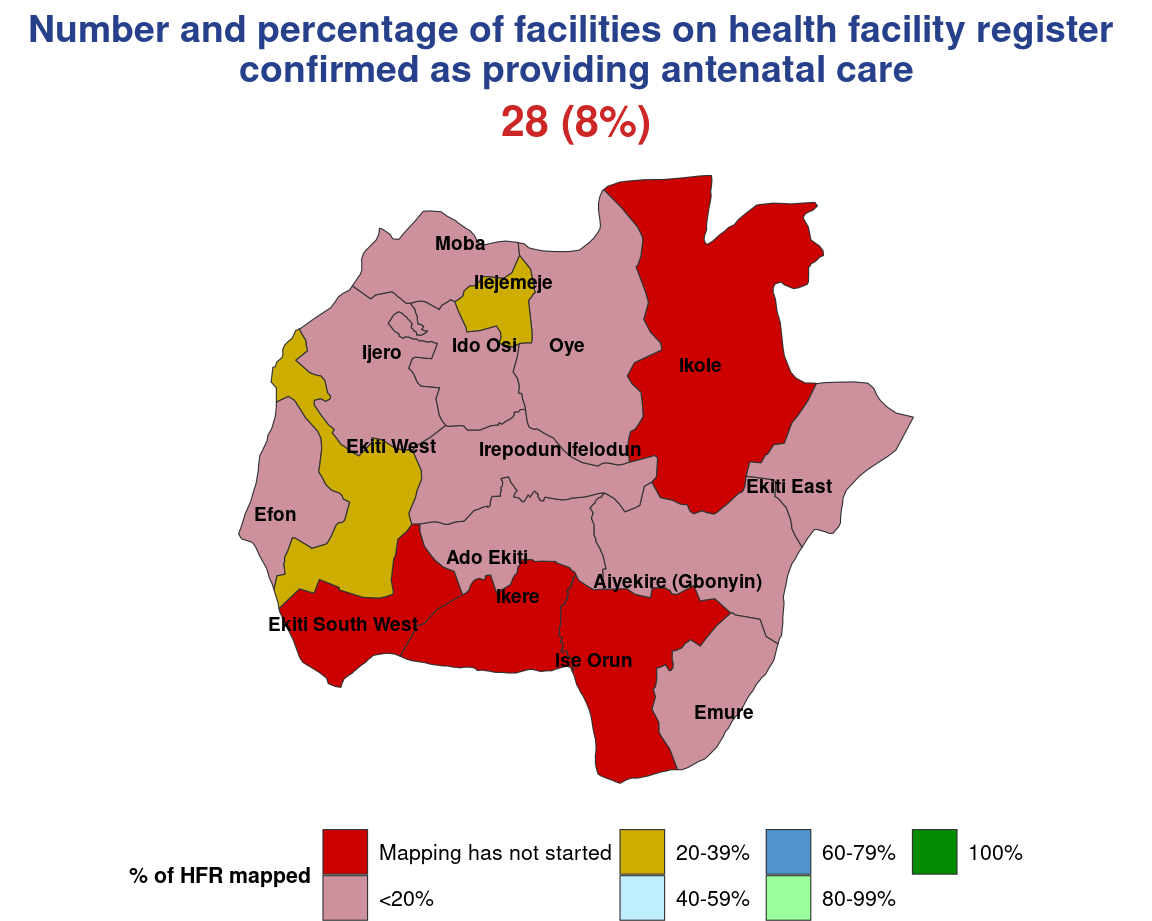 Number and percentage of facilities on health facility register
confirmed as providing antenatal care
28 (8%)
Moba
Ilejemeje
Ijero
Ido Osi
Oye
Ikole
Ekiti West
Irepodun Ifelodun
Ekiti East
Efon
Ado Ekiti
Aiyekire (Gbonyin)
Ikere
Ekiti South West
Ise Orun
Emure
% of HFR mapped
Mapping has not started
<20%
20-39%
40-59%
60-79%
80-99%
100%